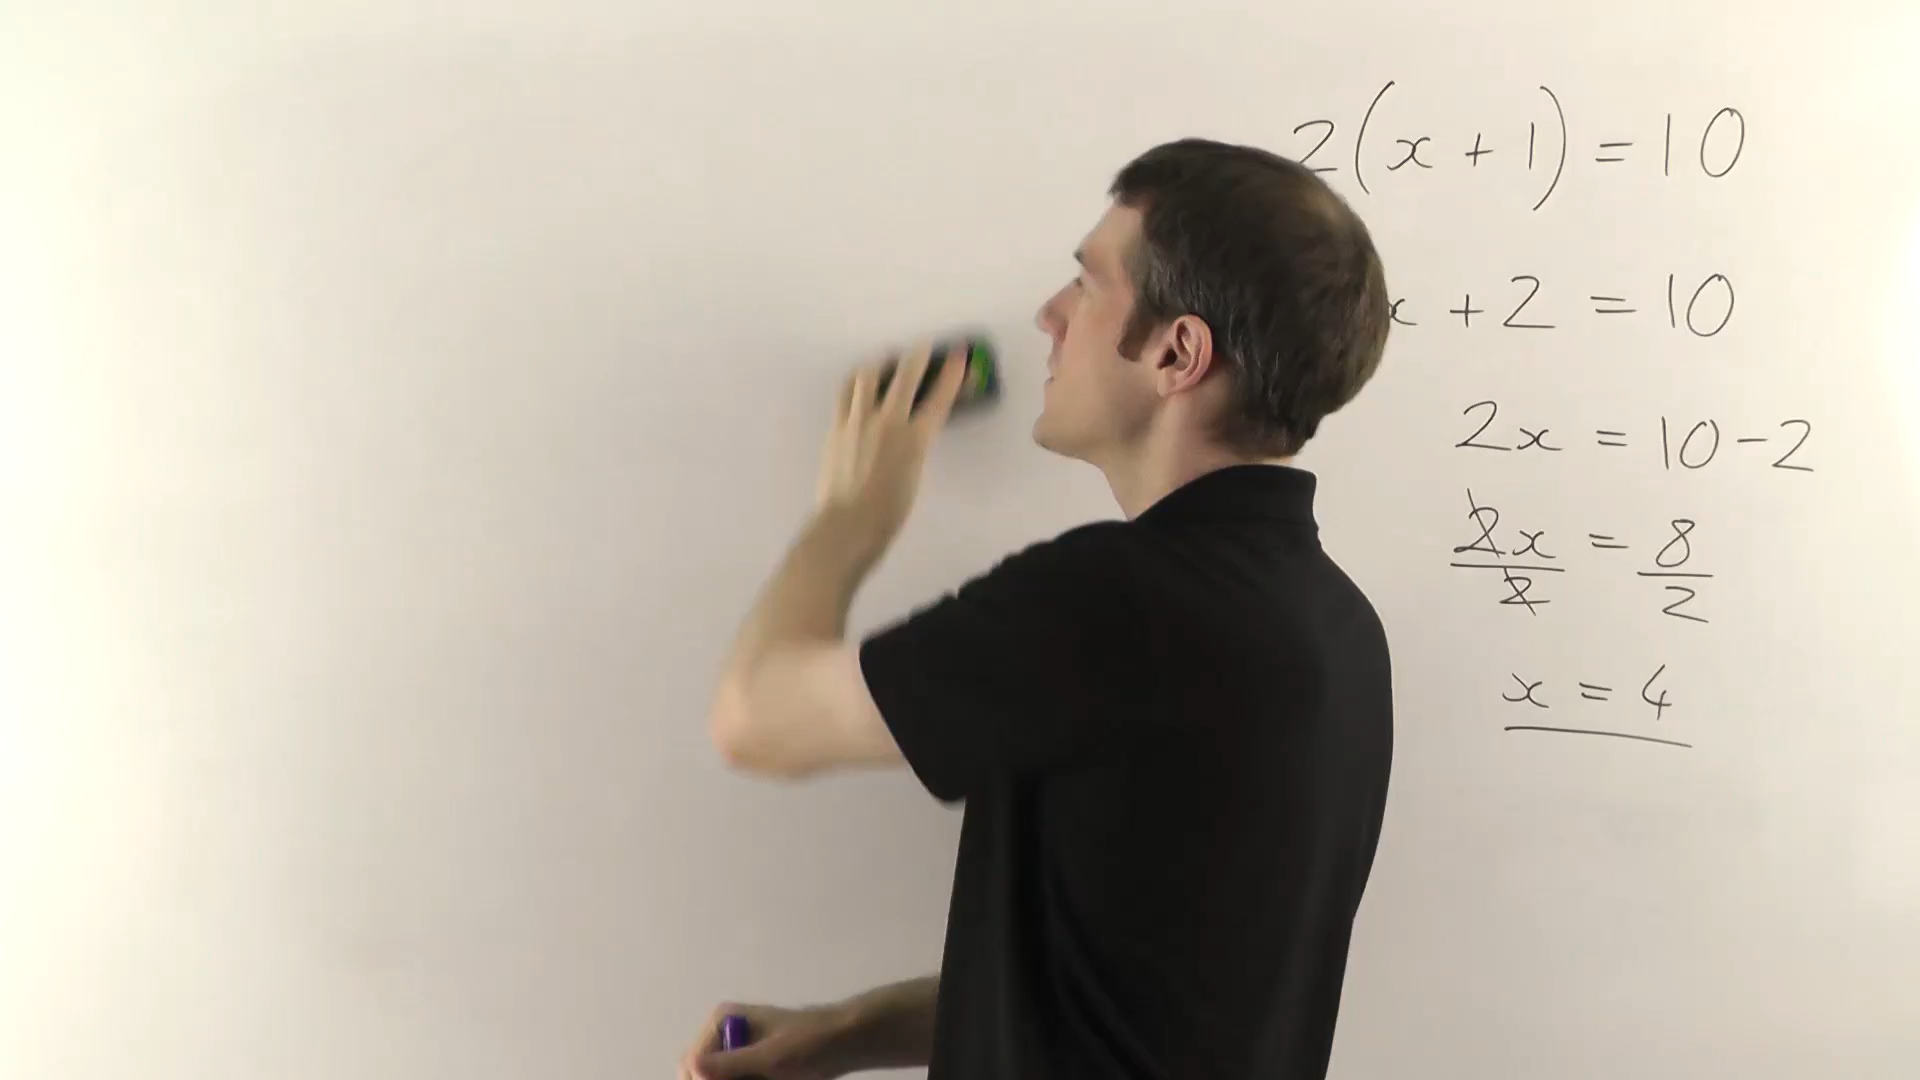 2(x + 1) = 10
x + 2 = 10
2x = 10 - 2
2x/2 = 8/2
x = 4